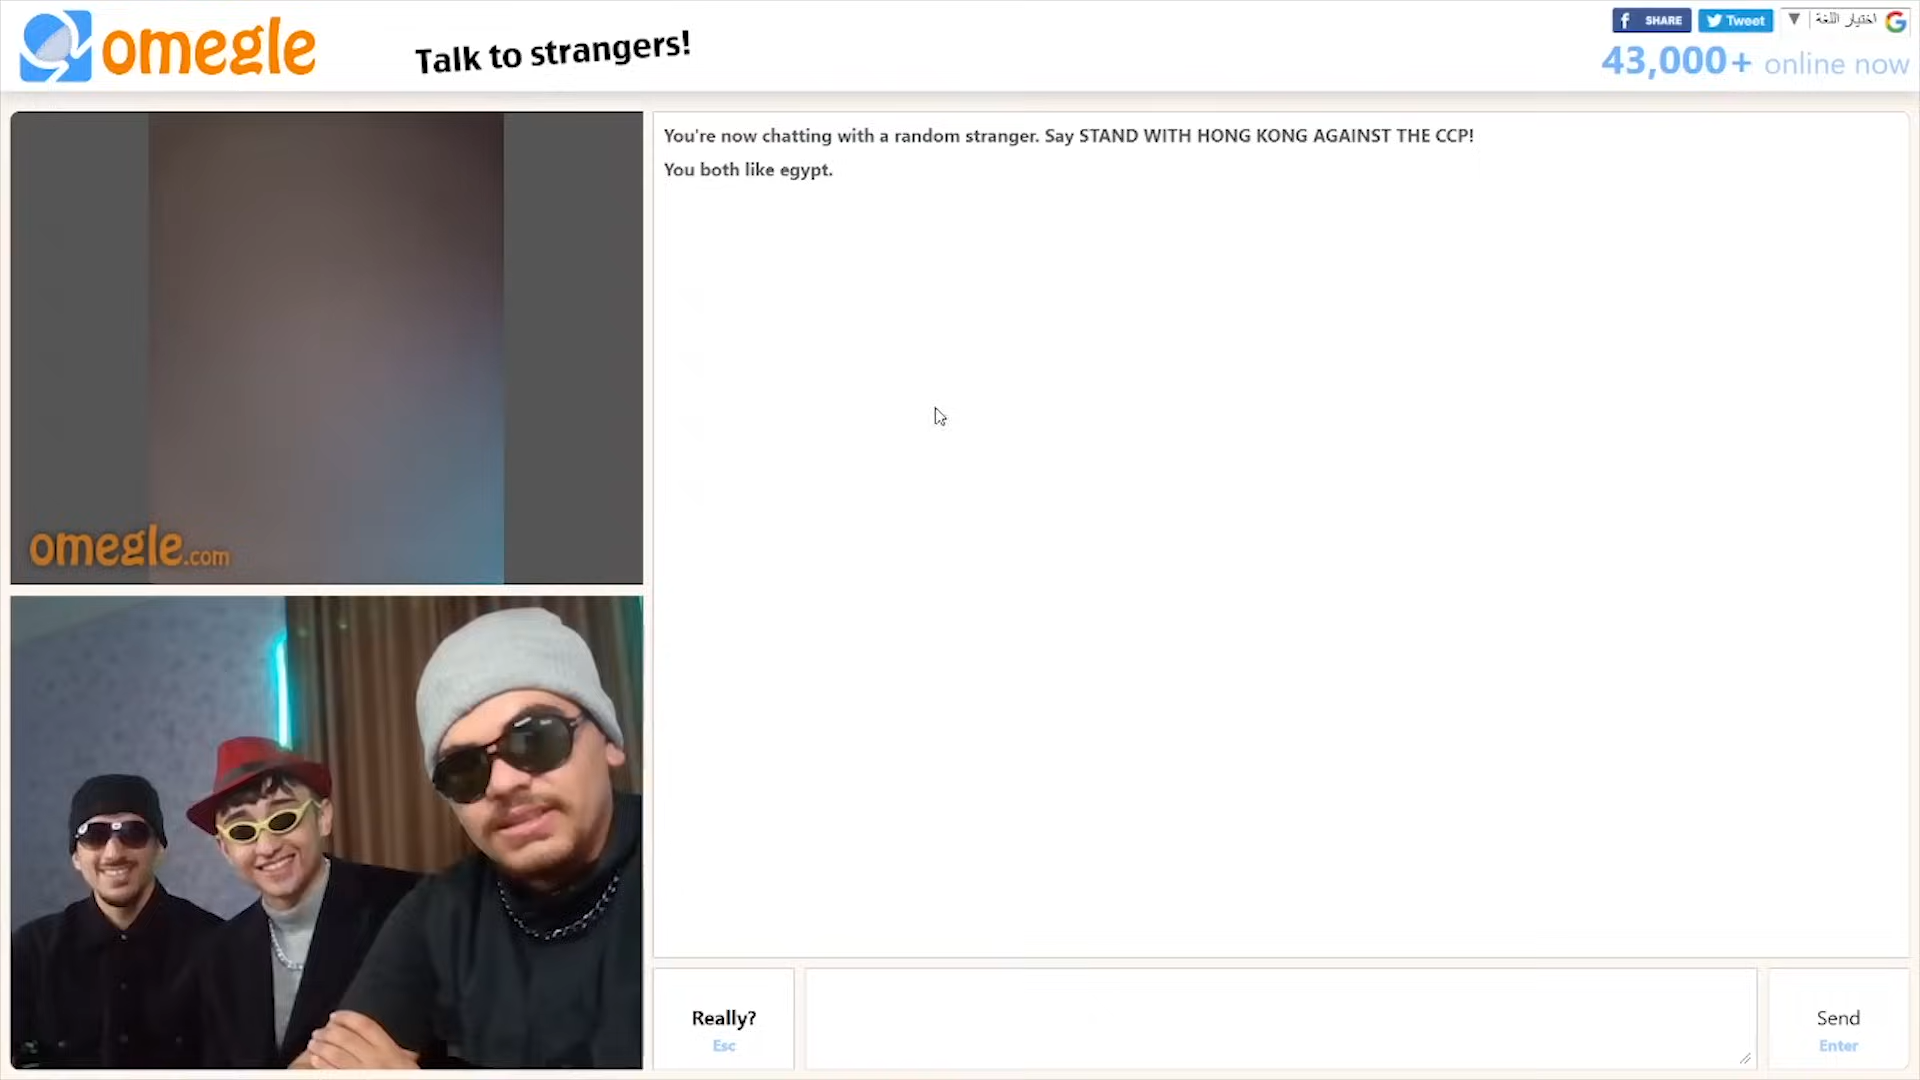 omegle
Talk to strangers!
SHARE
Tweet
اختيار اللغة
43,000+ online now
You're now chatting with a random stranger. Say STAND WITH HONG KONG AGAINST THE CCP!
You both like egypt.
omegle.com
Really?
Esc
Send
Enter